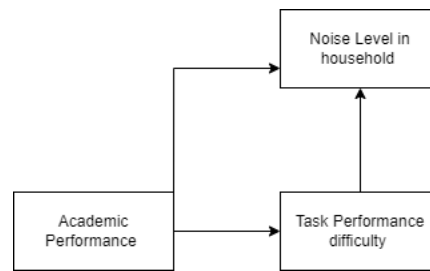 Noise Level in
household
Academic
Performance
Task Performance
difficulty